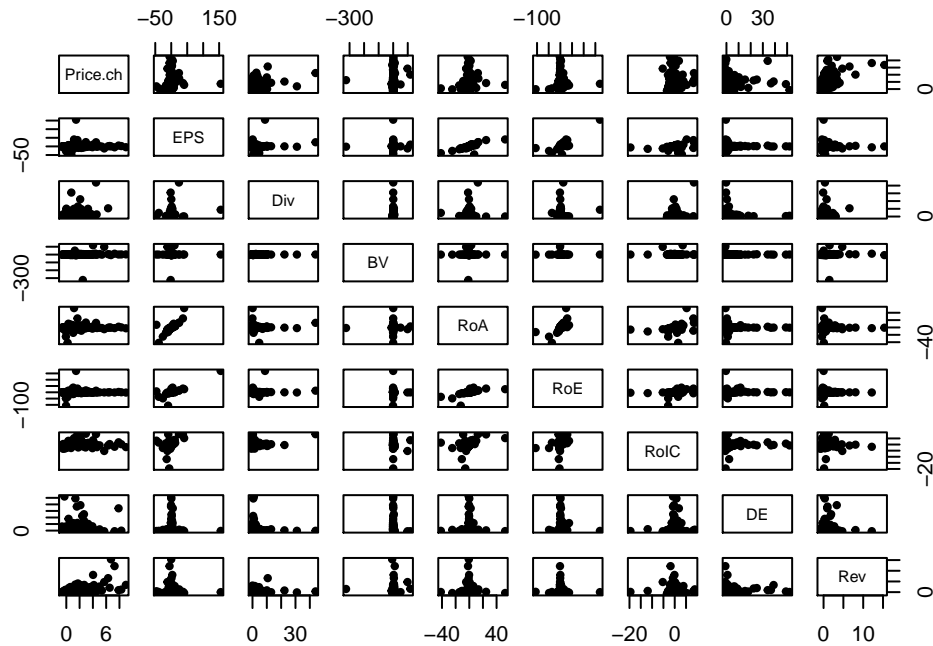 −50 150 −300 −100 0 30
Price.ch 0
−50 EPS
Div 0
−300 BV
RoA −40
−100 RoE
RoIC −20
0 DE
Rev 0
0 6 0 30 −40 40 −20 0 0 10